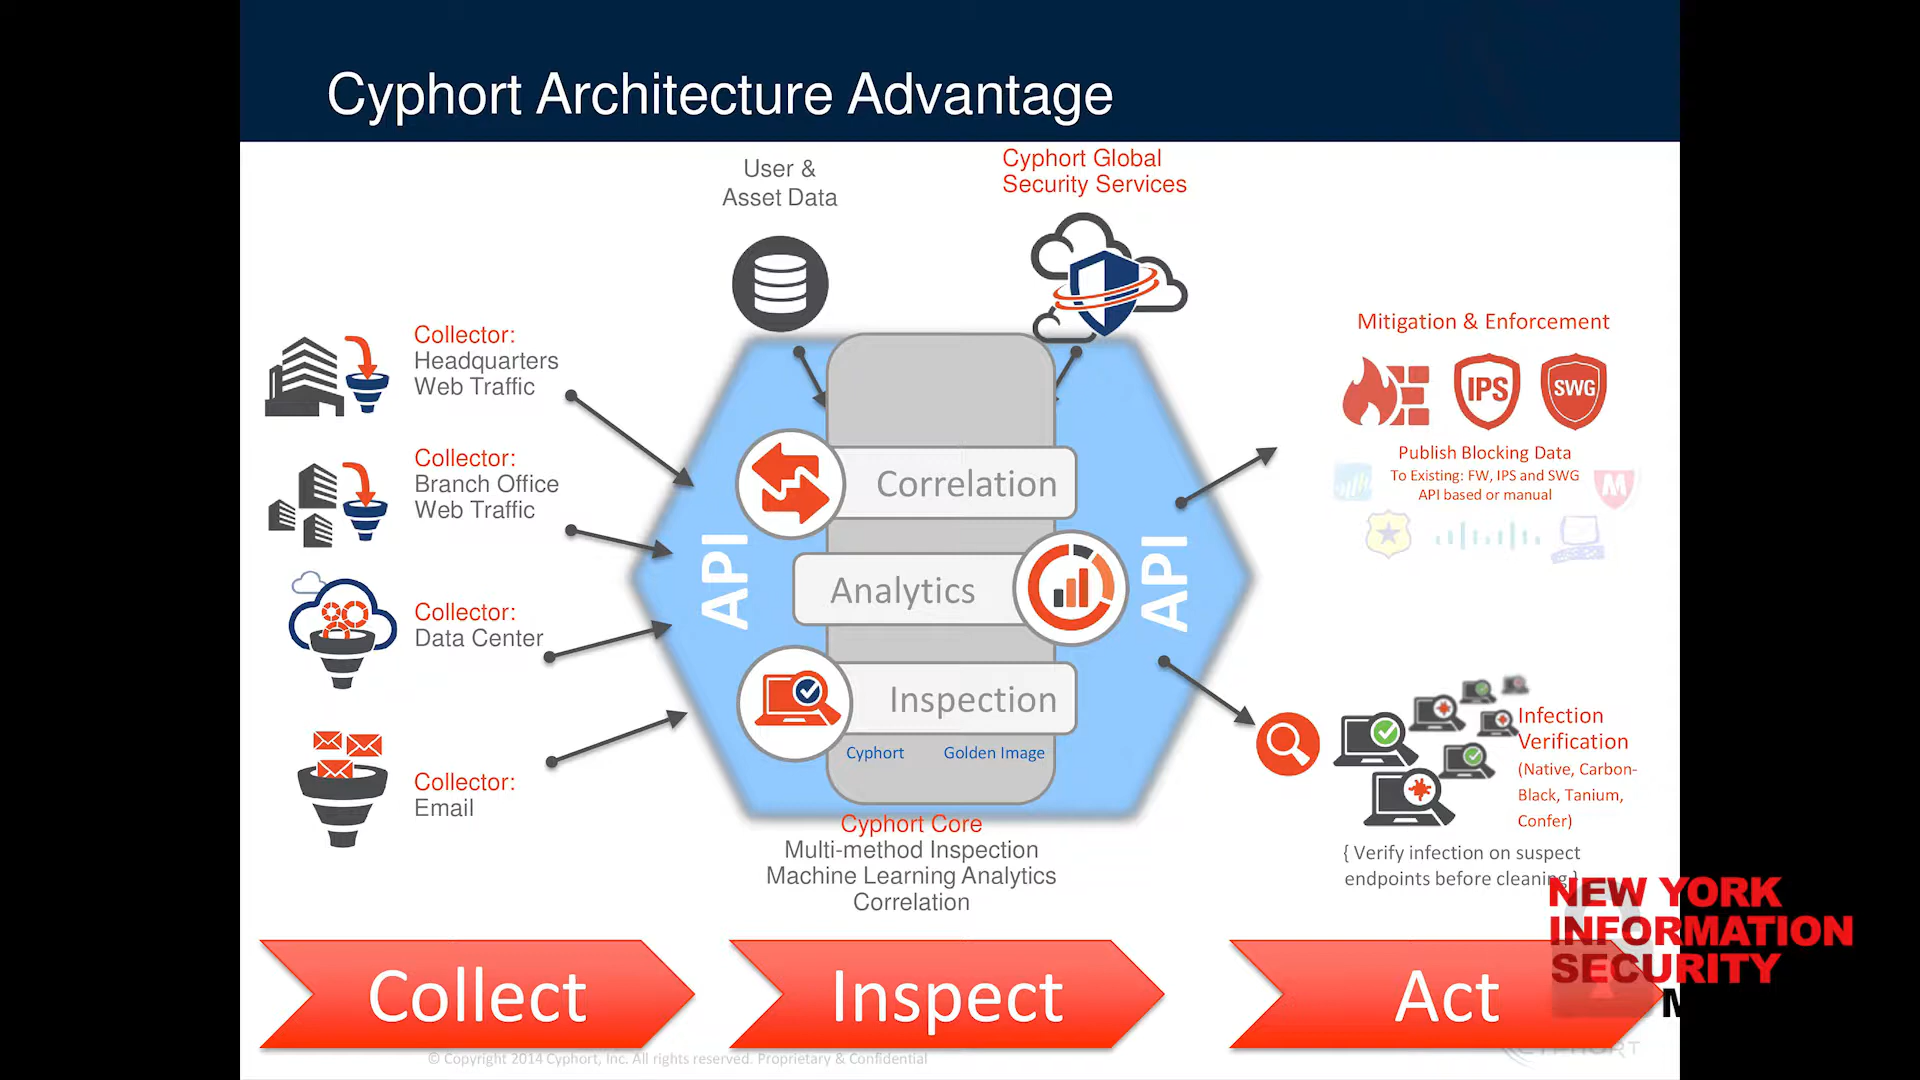 Cyphort Architecture Advantage
User &
Asset Data
Cyphort Global
Security Services
Collector:
Headquarters
Web Traffic
Collector:
Branch Office
Web Traffic
Collector:
Data Center
Collector:
Email
API
Correlation
Analytics
Inspection
Cyphort Golden Image
API
Cyphort Core
Multi-method Inspection
Machine Learning Analytics
Correlation
Mitigation & Enforcement
IPS
SWG
Publish Blocking Data
To Existing: FW, IPS and SWG
API based or manual
M
Infection
Verification
(Native, Carbon-
Black, Tanium,
Confer)
{ Verify infection on suspect
endpoints before cleaning }
Collect
Inspect
Act
© Copyright 2014 Cyphort, Inc. All rights reserved. Proprietary & Confidential
CYPHORT
NEW YORK
INFORMATION
SECURITY
M